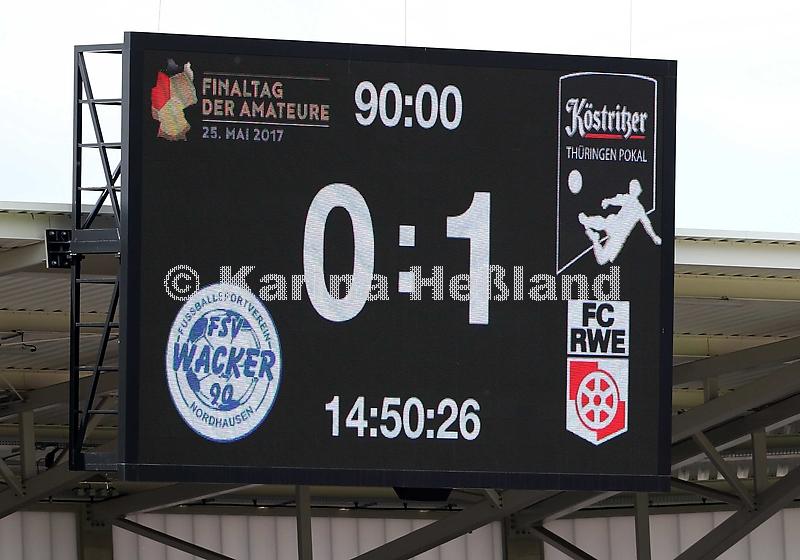 FINALTAG
DER AMATEURE
25. MAI 2017
90:00
Köstritzer
THÜRINGEN POKAL
0:1
© Karina Heßland
FUSSBALLSPORTVEREIN
FSV
WACKER
90
NORDHAUSEN
FC
RWE
14:50:26